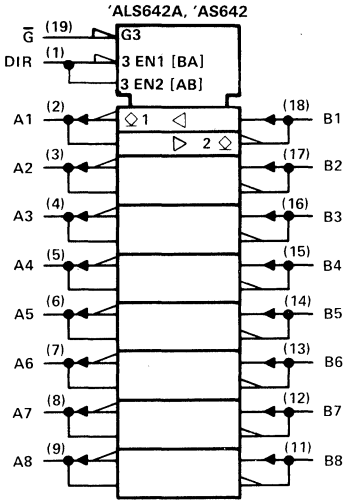 'ALS642A, 'AS642
G̅ (19) G3
DIR (1) 3 EN1 [BA]
3 EN2 [AB]
A1 (2) ◇ 1 ◁ (18) B1
▷ 2 ◇
A2 (3) (17) B2
A3 (4) (16) B3
A4 (5) (15) B4
A5 (6) (14) B5
A6 (7) (13) B6
A7 (8) (12) B7
A8 (9) (11) B8